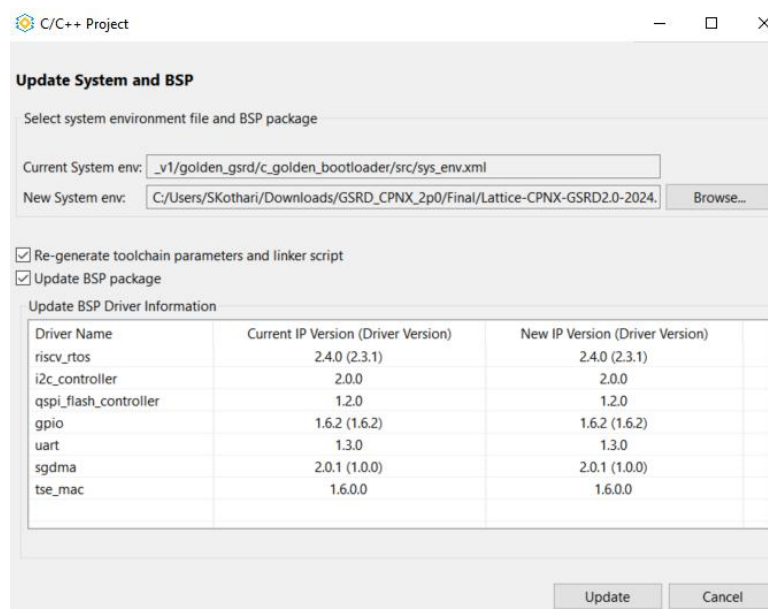 C/C++ Project
Update System and BSP
Select system environment file and BSP package
Current System env: _v1/golden_gsrd/c_golden_bootloader/src/sys_env.xml
New System env: C:/Users/SKothari/Downloads/GSRD_CPNX_2p0/Final/Lattice-CPNX-GSRD2.0-2024. Browse...
Re-generate toolchain parameters and linker script
Update BSP package
Update BSP Driver Information
Driver Name Current IP Version (Driver Version) New IP Version (Driver Version)
riscv_rtos 2.4.0 (2.3.1) 2.4.0 (2.3.1)
i2c_controller 2.0.0 2.0.0
qspi_flash_controller 1.2.0 1.2.0
gpio 1.6.2 (1.6.2) 1.6.2 (1.6.2)
uart 1.3.0 1.3.0
sgdma 2.0.1 (1.0.0) 2.0.1 (1.0.0)
tse_mac 1.6.0.0 1.6.0.0
Update Cancel